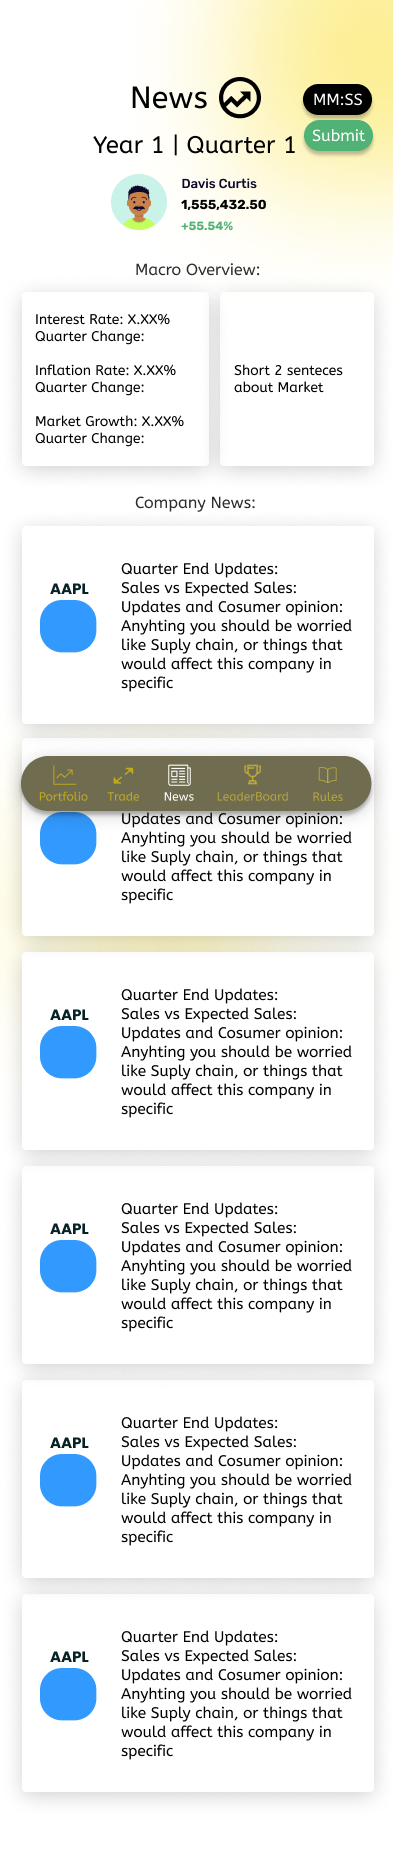 News
MM:SS
Year 1 | Quarter 1
Submit
Davis Curtis
1,555,432.50
+55.54%
Macro Overview:
Interest Rate: X.XX%
Quarter Change:
Inflation Rate: X.XX%
Quarter Change:
Market Growth: X.XX%
Quarter Change:
Short 2 senteces
about Market
Company News:
AAPL
Quarter End Updates:
Sales vs Expected Sales:
Updates and Cosumer opinion:
Anyhting you should be worried
like Suply chain, or things that
would affect this company in
specific
Portfolio
Trade
News
LeaderBoard
Rules
Updates and Cosumer opinion:
Anyhting you should be worried
like Suply chain, or things that
would affect this company in
specific
AAPL
Quarter End Updates:
Sales vs Expected Sales:
Updates and Cosumer opinion:
Anyhting you should be worried
like Suply chain, or things that
would affect this company in
specific
AAPL
Quarter End Updates:
Sales vs Expected Sales:
Updates and Cosumer opinion:
Anyhting you should be worried
like Suply chain, or things that
would affect this company in
specific
AAPL
Quarter End Updates:
Sales vs Expected Sales:
Updates and Cosumer opinion:
Anyhting you should be worried
like Suply chain, or things that
would affect this company in
specific
AAPL
Quarter End Updates:
Sales vs Expected Sales:
Updates and Cosumer opinion:
Anyhting you should be worried
like Suply chain, or things that
would affect this company in
specific